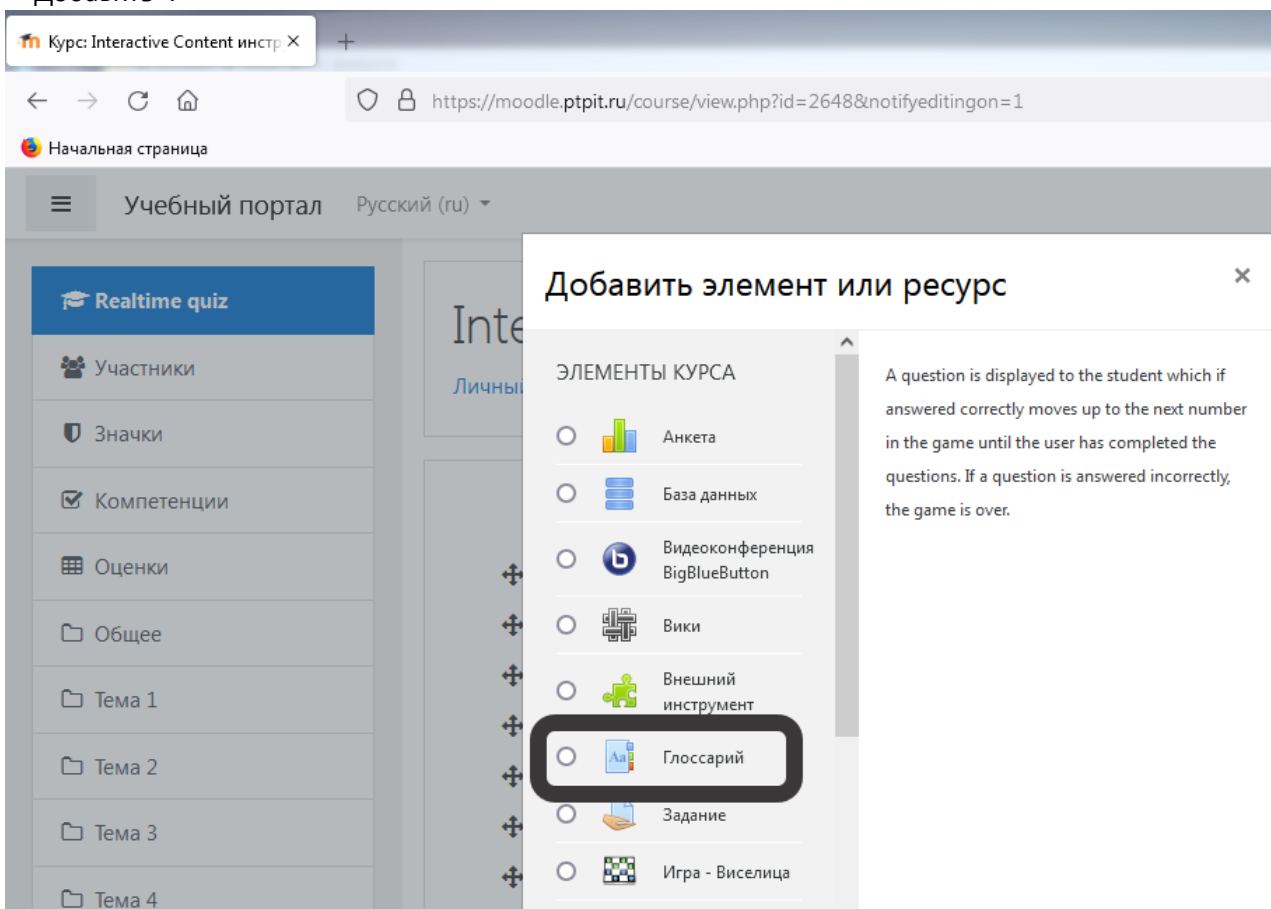 Курс: Interactive Content инстр
https://moodle.ptpit.ru/course/view.php?id=2648&notifyeditingon=1
Начальная страница
Учебный портал Русский (ru)
Добавить элемент или ресурс
Realtime quiz
Inte
Участники
Личный
Значки
Компетенции
Оценки
Общее
Тема 1
Тема 2
Тема 3
Тема 4
ЭЛЕМЕНТЫ КУРСА
Анкета
База данных
Видеоконференция
BigBlueButton
Вики
Внешний
инструмент
Глоссарий
Задание
Игра - Виселица
A question is displayed to the student which if
answered correctly moves up to the next number
in the game until the user has completed the
questions. If a question is answered incorrectly,
the game is over.